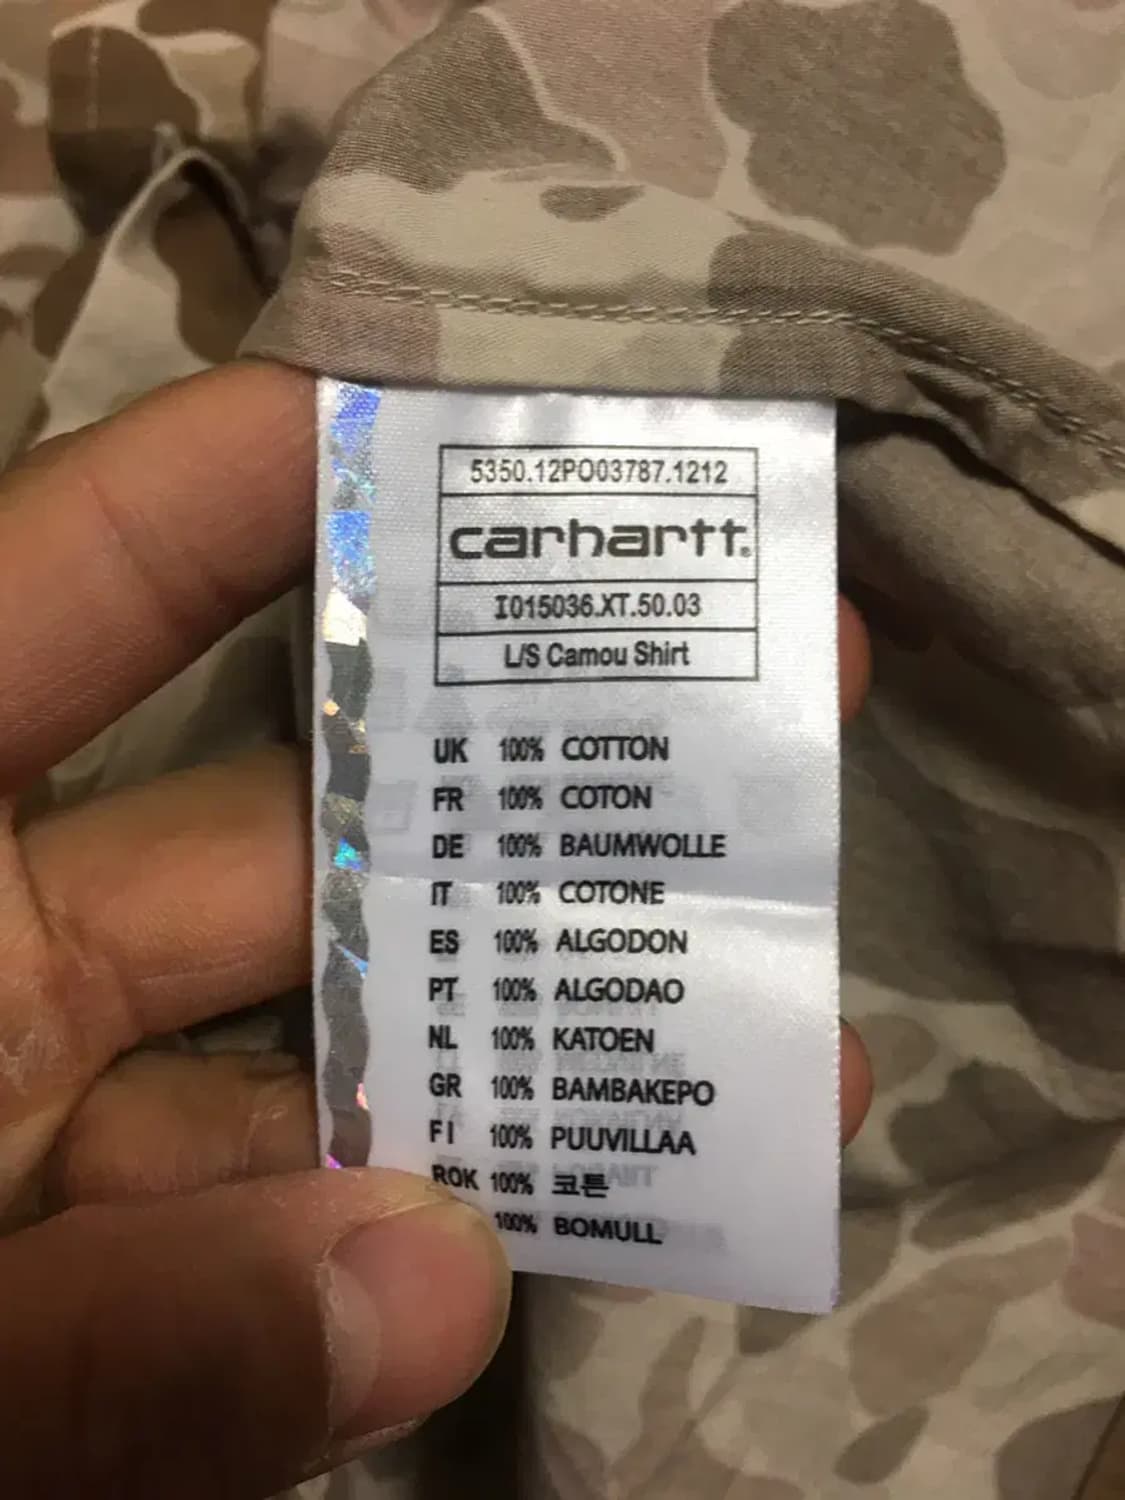 5350.12PO03787.1212
carhartt®
I015036.XT.50.03
L/S Camou Shirt
UK 100% COTTON
FR 100% COTON
DE 100% BAUMWOLLE
IT 100% COTONE
ES 100% ALGODON
PT 100% ALGODAO
NL 100% KATOEN
GR 100% BAMBAKEPO
FI 100% PUUVILLAA
ROK 100% 코튼
100% BOMULL